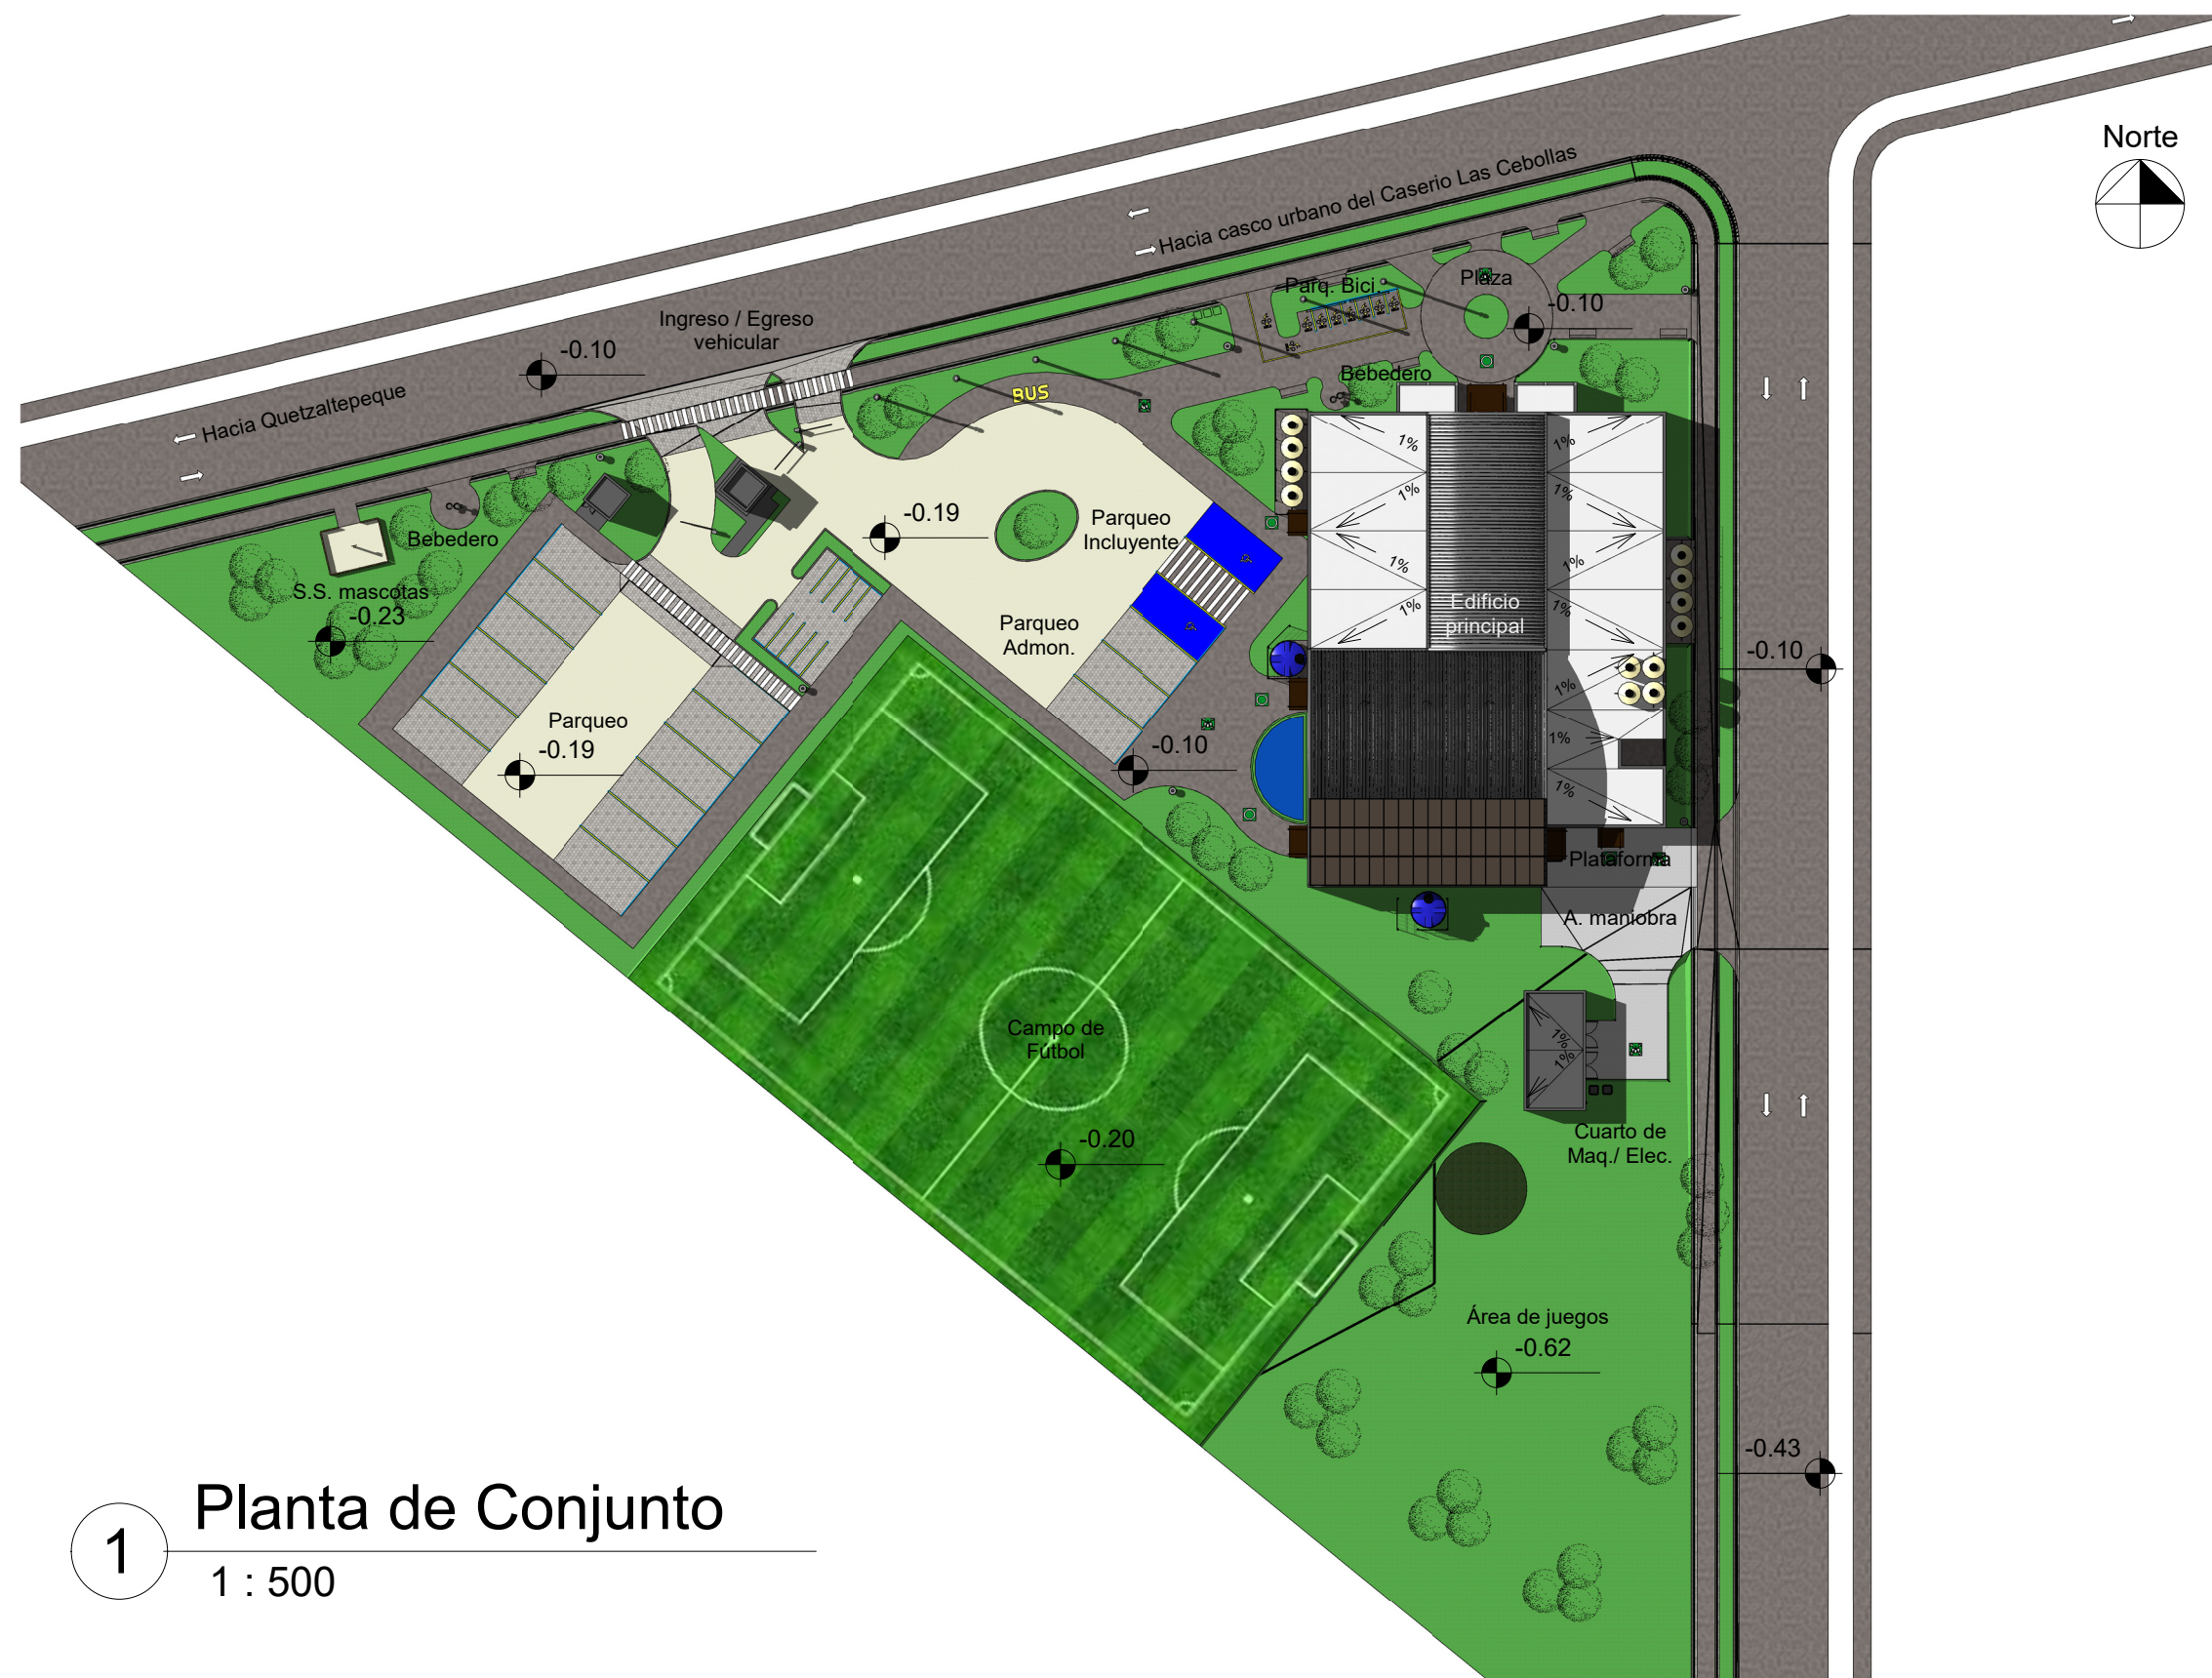 Norte
Hacia casco urbano del Caserio Las Cebollas
Parq. Bici.
Plaza
-0.10
Ingreso / Egreso
vehicular
-0.10
Hacia Quetzaltepeque
BUS
Bebedero
1%
1%
1%
1%
1%
1%
1%
1%
1%
1%
1%
Edificio
principal
-0.19
Parqueo
Incluyente
Bebedero
S.S. mascotas
-0.23
Parqueo
Admon.
-0.10
Parqueo
-0.19
-0.10
Plataforma
A. maniobra
Campo de
Fútbol
-0.20
1%
1%
Cuarto de
Maq./ Elec.
Área de juegos
-0.62
-0.43
1
Planta de Conjunto
1 : 500